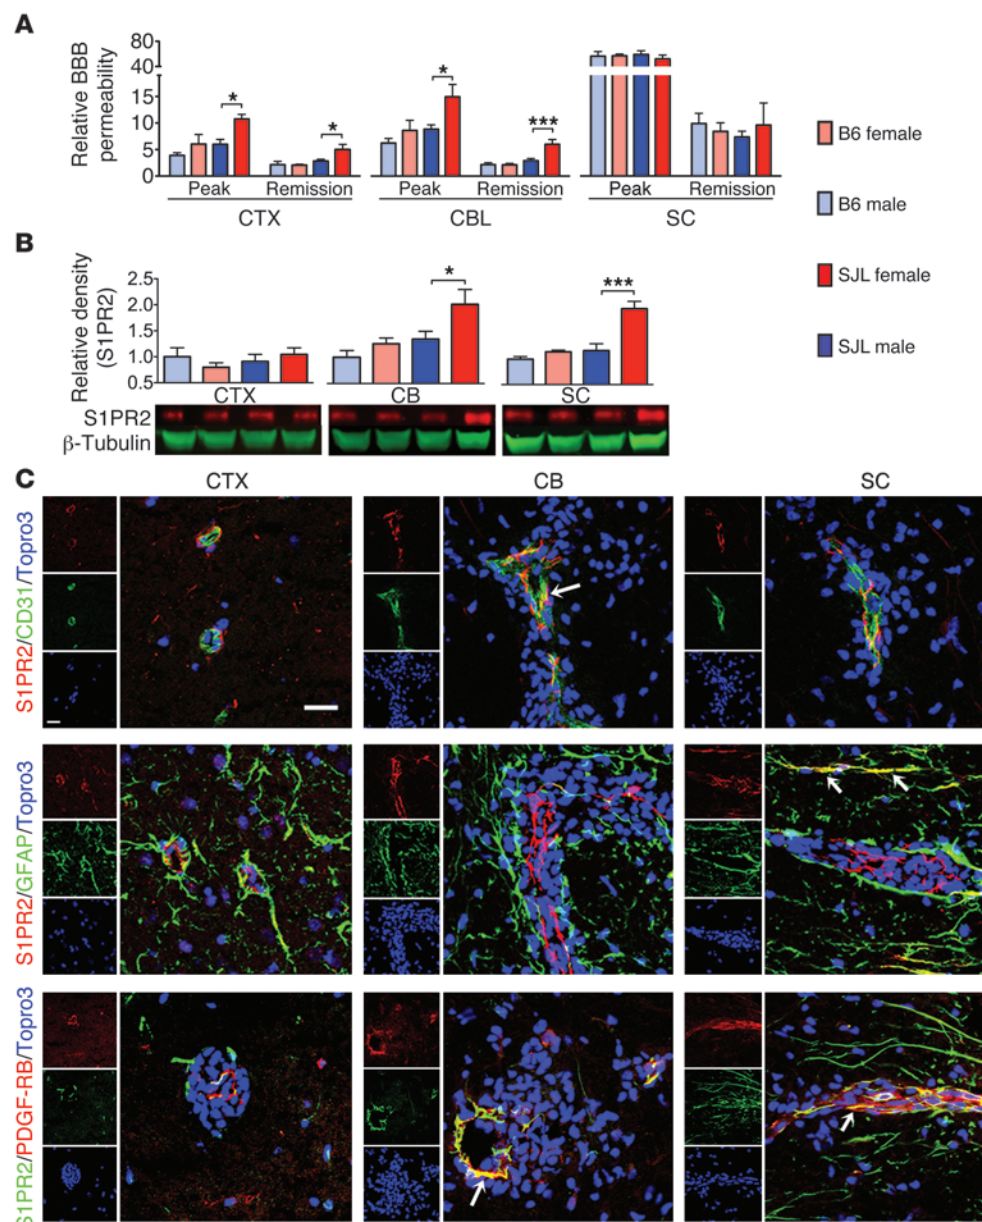 A
Relative BBB
permeability
80
40
15
10
5
0
*
*
*
***
Peak
Remission
Peak
Remission
Peak
Remission
CTX
CBL
SC
B6 female
B6 male
SJL female
SJL male
B
Relative density
(S1PR2)
2.5
2.0
1.5
1.0
0.5
*
***
CTX
CB
SC
S1PR2
β-Tubulin
C
CTX
CB
SC
S1PR2/CD31/Topro3
S1PR2/GFAP/Topro3
S1PR2/PDGF-RB/Topro3